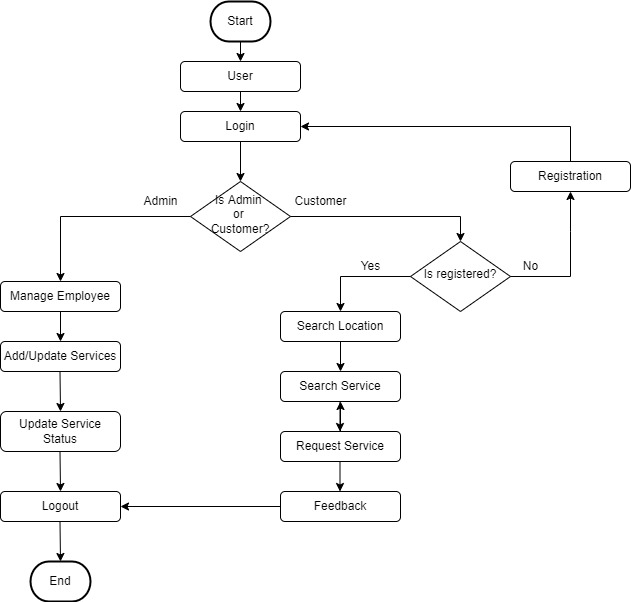 Start
User
Login
Registration
Admin
Is Admin
or
Customer?
Customer
Yes
Is registered?
No
Manage Employee
Search Location
Add/Update Services
Search Service
Update Service
Status
Request Service
Logout
Feedback
End